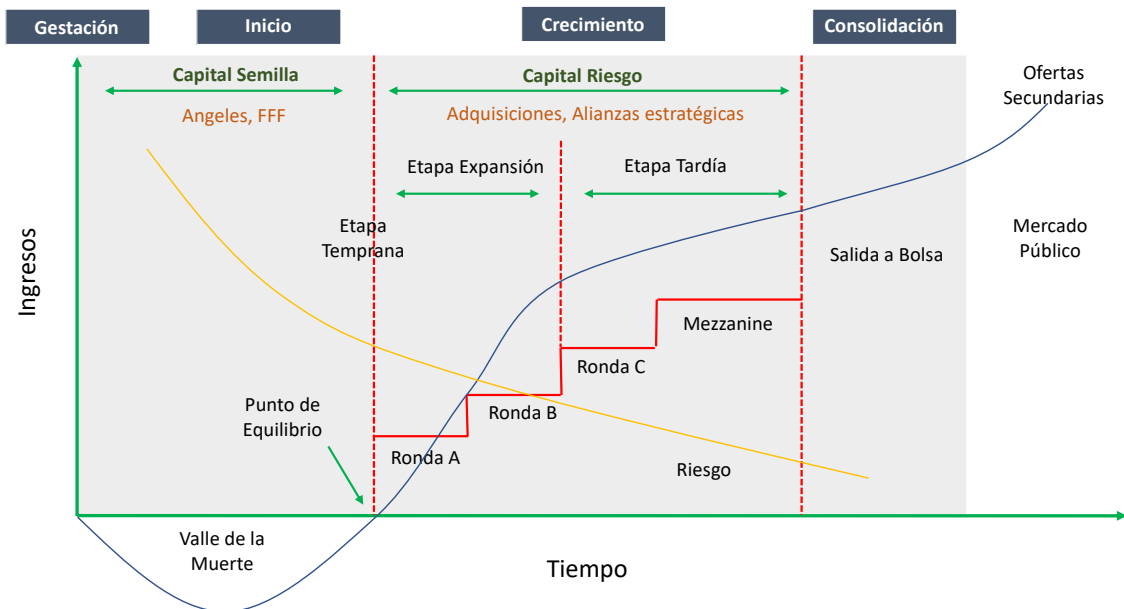 Gestación
Inicio
Crecimiento
Consolidación
Capital Semilla
Capital Riesgo
Angeles, FFF
Adquisiciones, Alianzas estratégicas
Ofertas
Secundarias
Etapa Expansión
Etapa Tardía
Etapa
Temprana
Mercado
Público
Salida a Bolsa
Ingresos
Mezzanine
Ronda C
Ronda B
Ronda A
Punto de
Equilibrio
Riesgo
Valle de la
Muerte
Tiempo